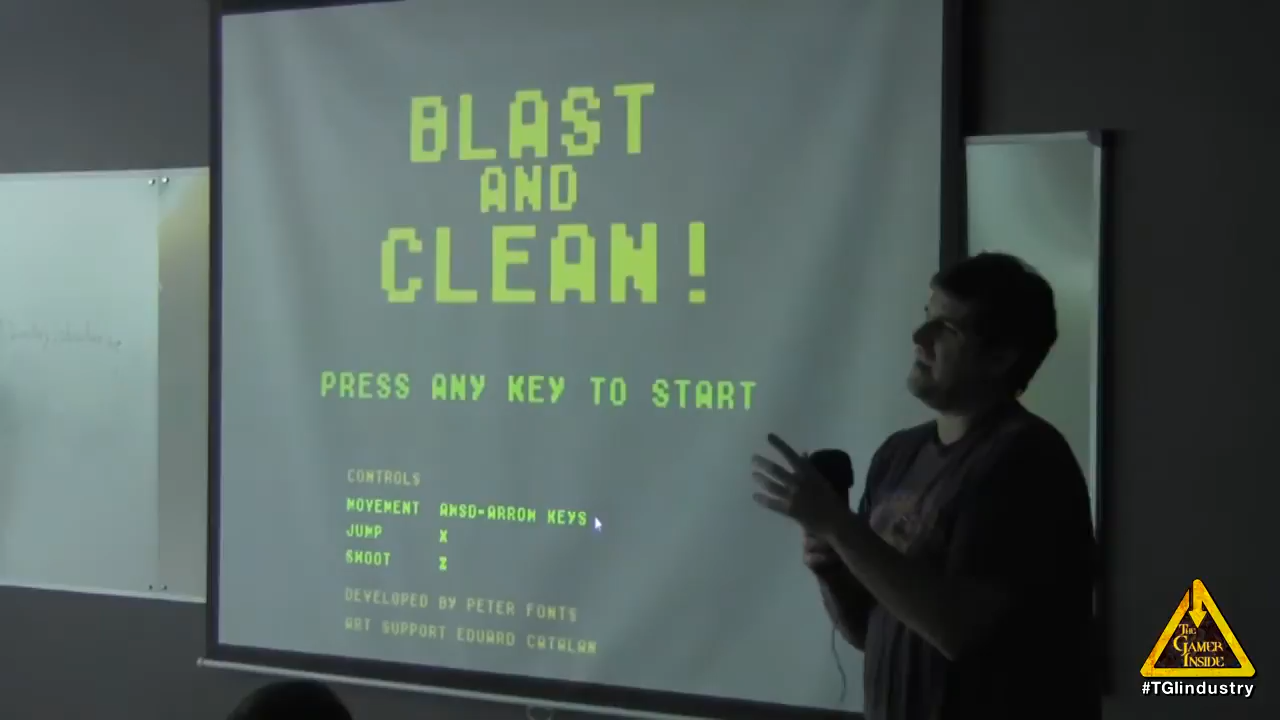 BLAST
AND
CLEAN!
PRESS ANY KEY TO START
CONTROLS
MOVEMENT AWSD-ARROW KEYS
JUMP X
SHOOT Z
DEVELOPED BY PETER FONTS
ART SUPPORT EDUARD CATALAN
THE
GAMER
INSIDE
#TGIindustry